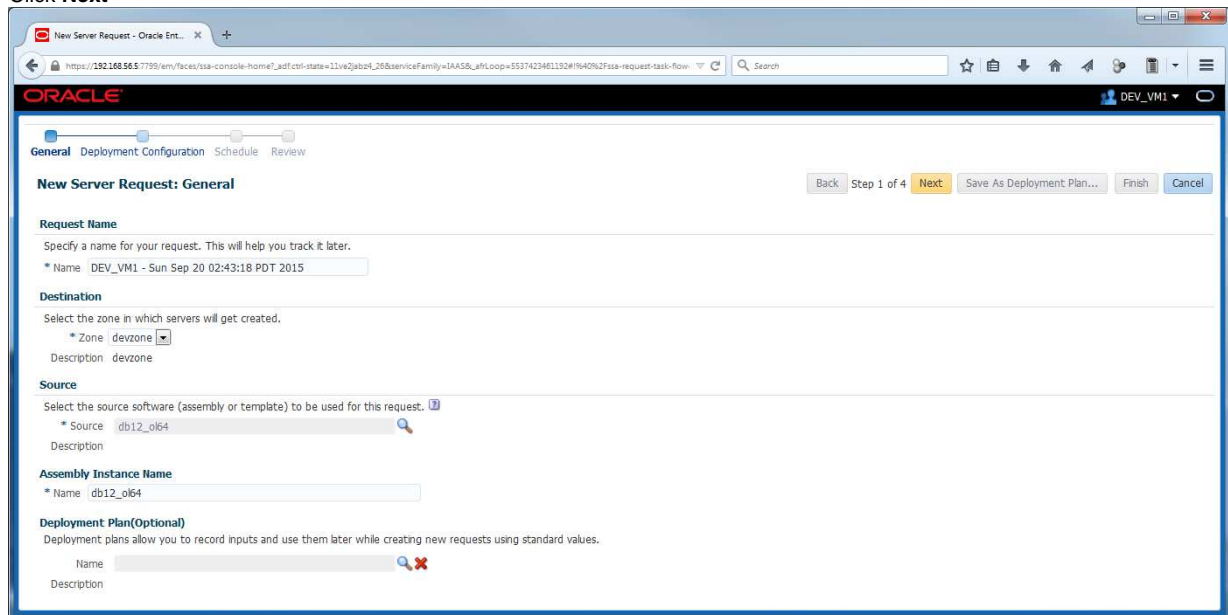 Click Next
New Server Request - Oracle Ent... × +
https://192.168.56.5:7799/em/faces/ssa-console-home?_adf.ctrl-state=11ve2jabz4_26&serviceFamily=IAAS&_afrLoop=5537423461192#!%40%2Fssa-request-task-flow- Search
ORACLE DEV_VM1
General Deployment Configuration Schedule Review
New Server Request: General Back Step 1 of 4 Next Save As Deployment Plan... Finish Cancel
Request Name
Specify a name for your request. This will help you track it later.
* Name DEV_VM1 - Sun Sep 20 02:43:18 PDT 2015
Destination
Select the zone in which servers will get created.
* Zone devzone
Description devzone
Source
Select the source software (assembly or template) to be used for this request. ?
* Source db12_ol64
Description
Assembly Instance Name
* Name db12_ol64
Deployment Plan(Optional)
Deployment plans allow you to record inputs and use them later while creating new requests using standard values.
Name
Description